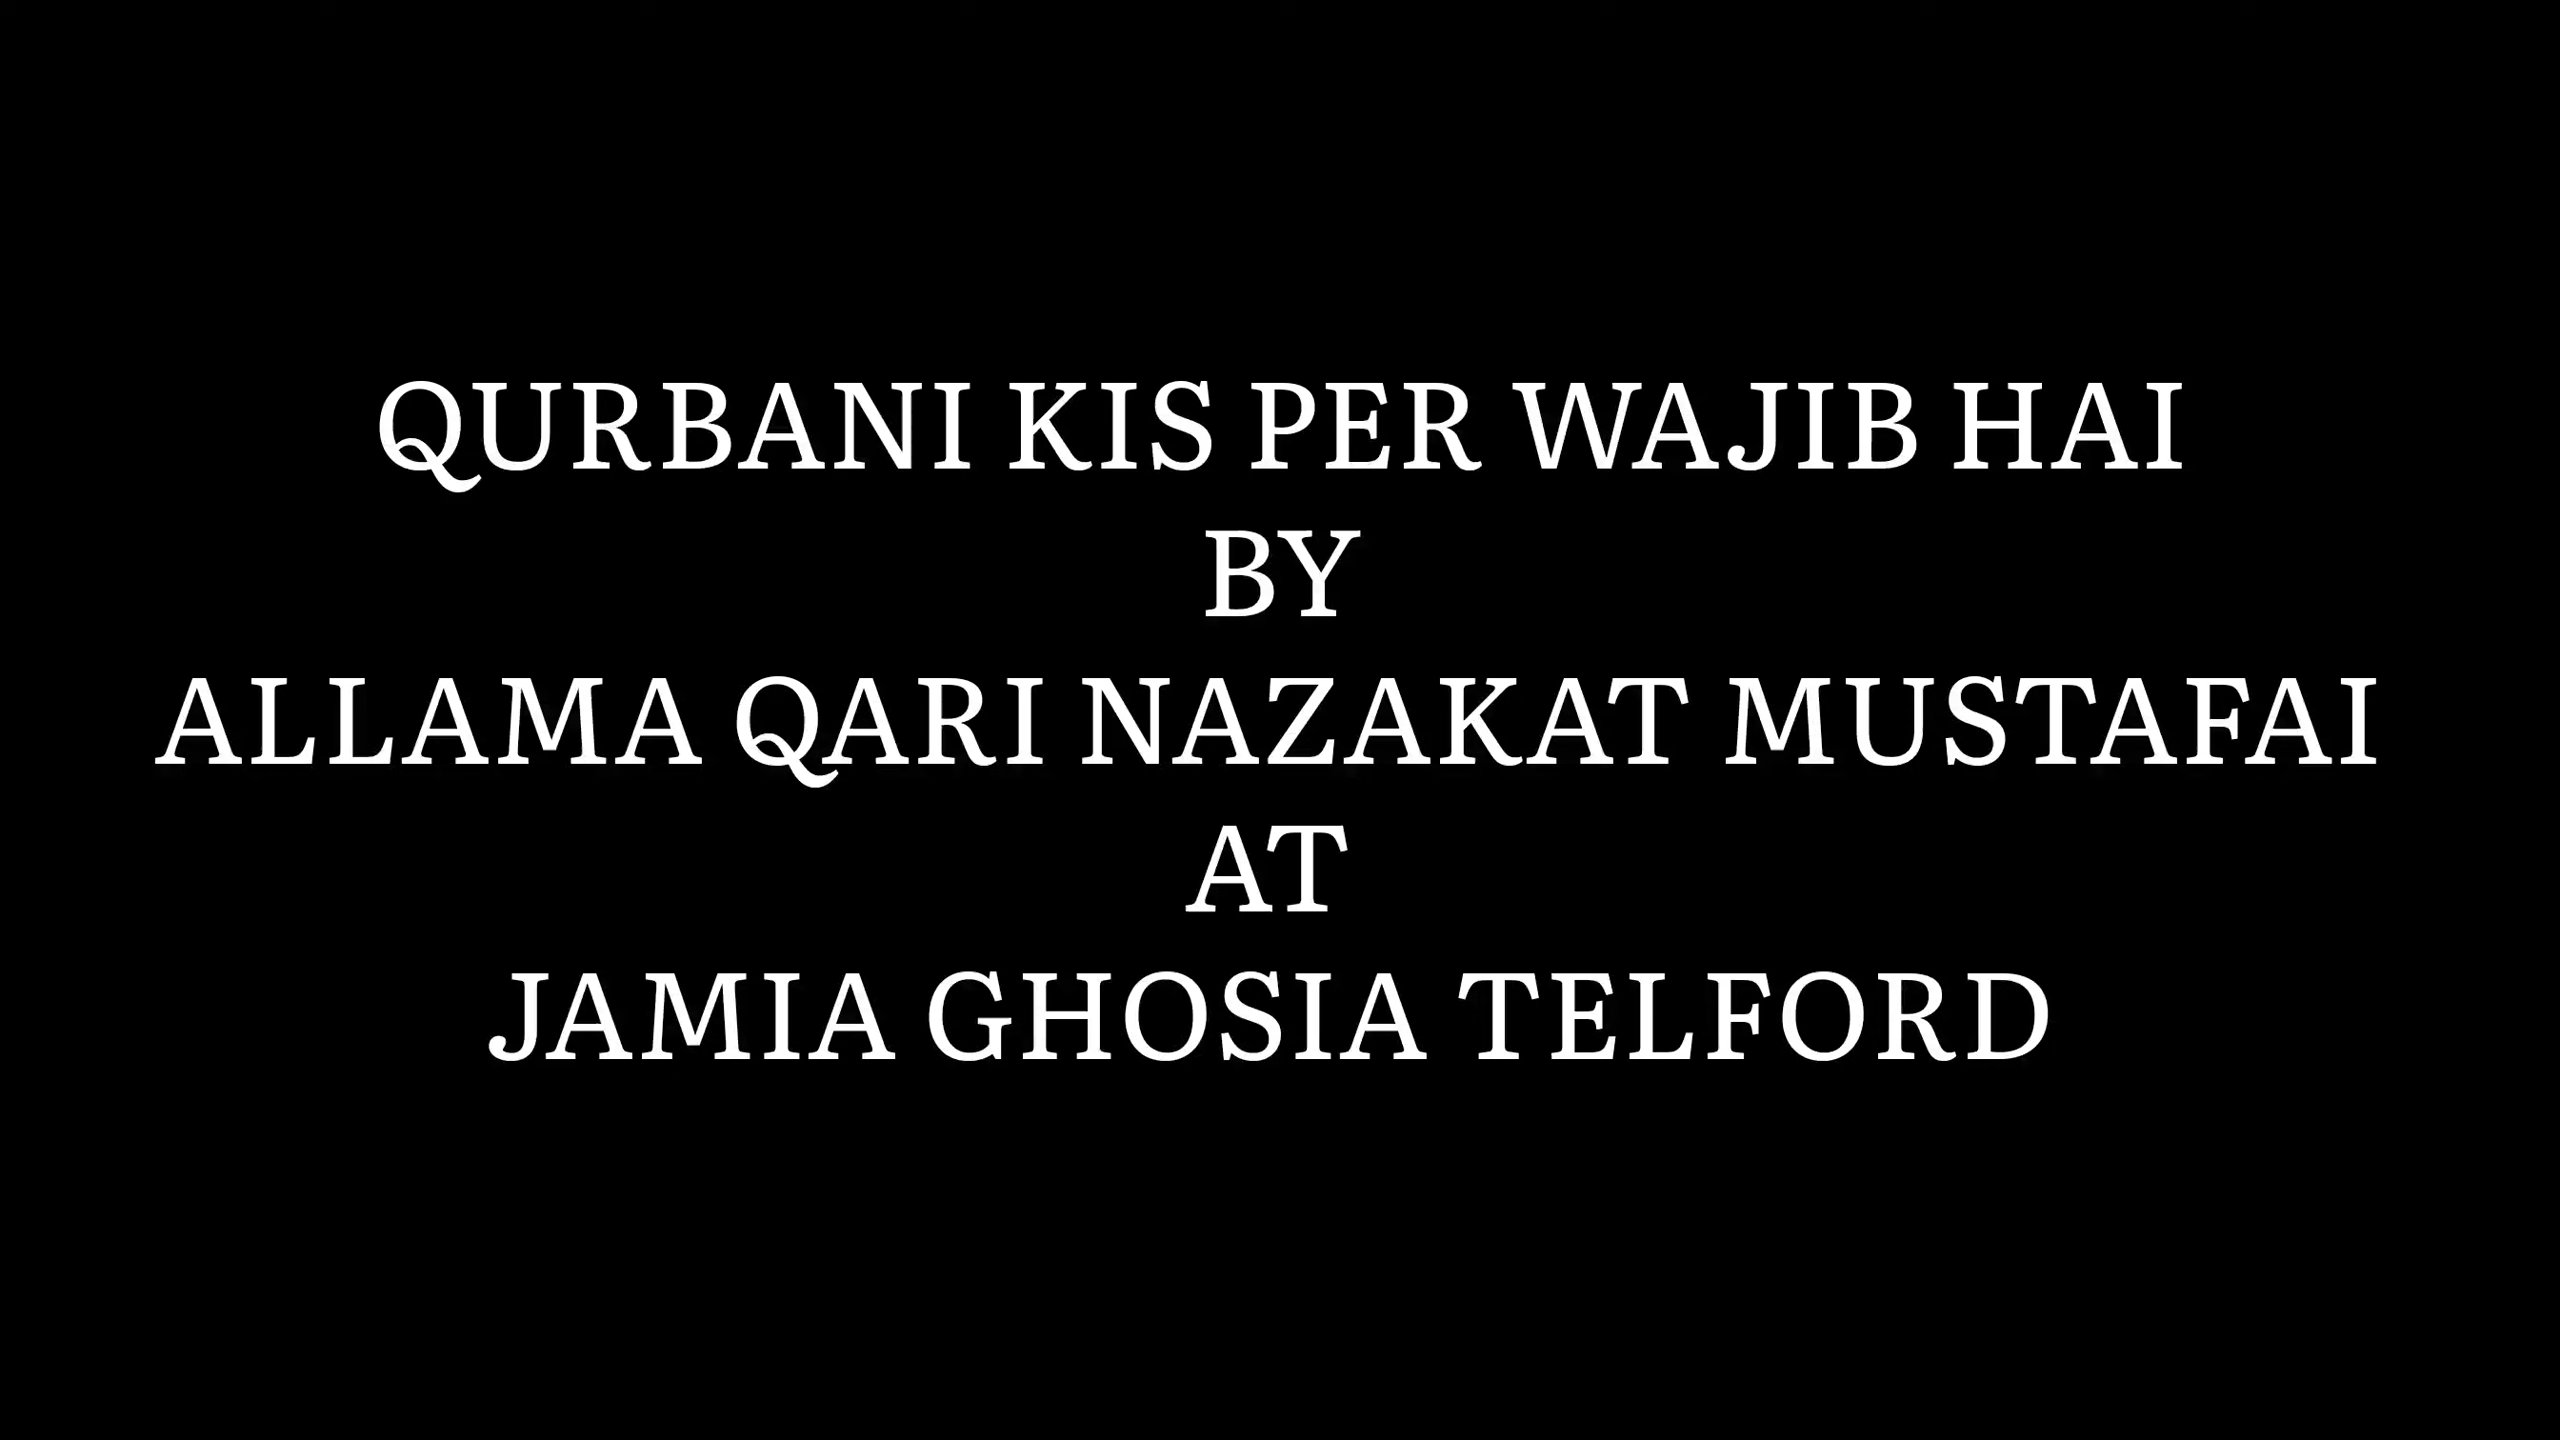 QURBANI KIS PER WAJIB HAI
BY
ALLAMA QARI NAZAKAT MUSTAFAI
AT
JAMIA GHOSIA TELFORD